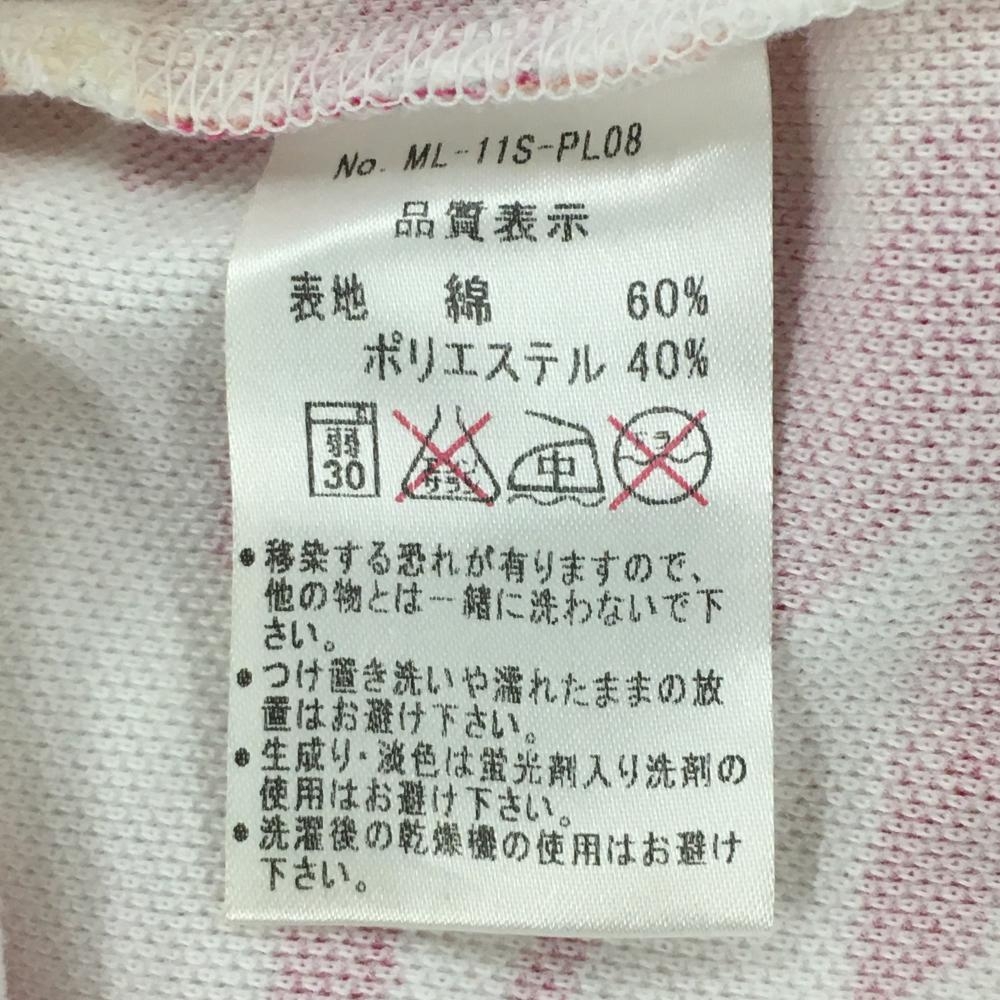 No. ML-11S-PL08
品質表示
表地 綿 60%
ポリエステル 40%
弱 30 中
・移染する恐れが有りますので、
他の物とは一緒に洗わないで下
さい。
・つけ置き洗いや濡れたままの放
置はお避け下さい。
・生成り・淡色は蛍光剤入り洗剤の
使用はお避け下さい。
・洗濯後の乾燥機の使用はお避け
下さい。